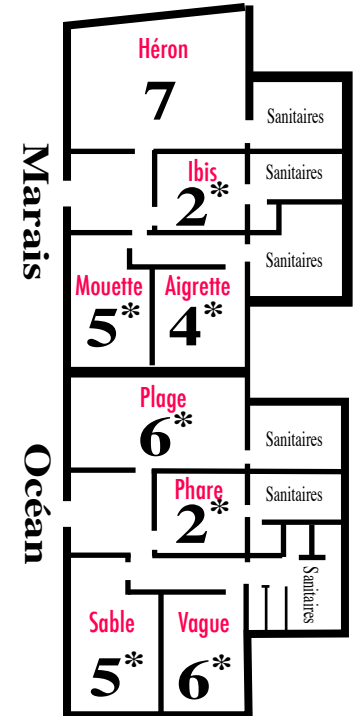 Marais
Héron
7
Sanitaires
Ibis
2*
Sanitaires
Sanitaires
Mouette
5*
Aigrette
4*
Océan
Plage
6*
Sanitaires
Phare
2*
Sanitaires
Sanitaires
Sable
5*
Vague
6*